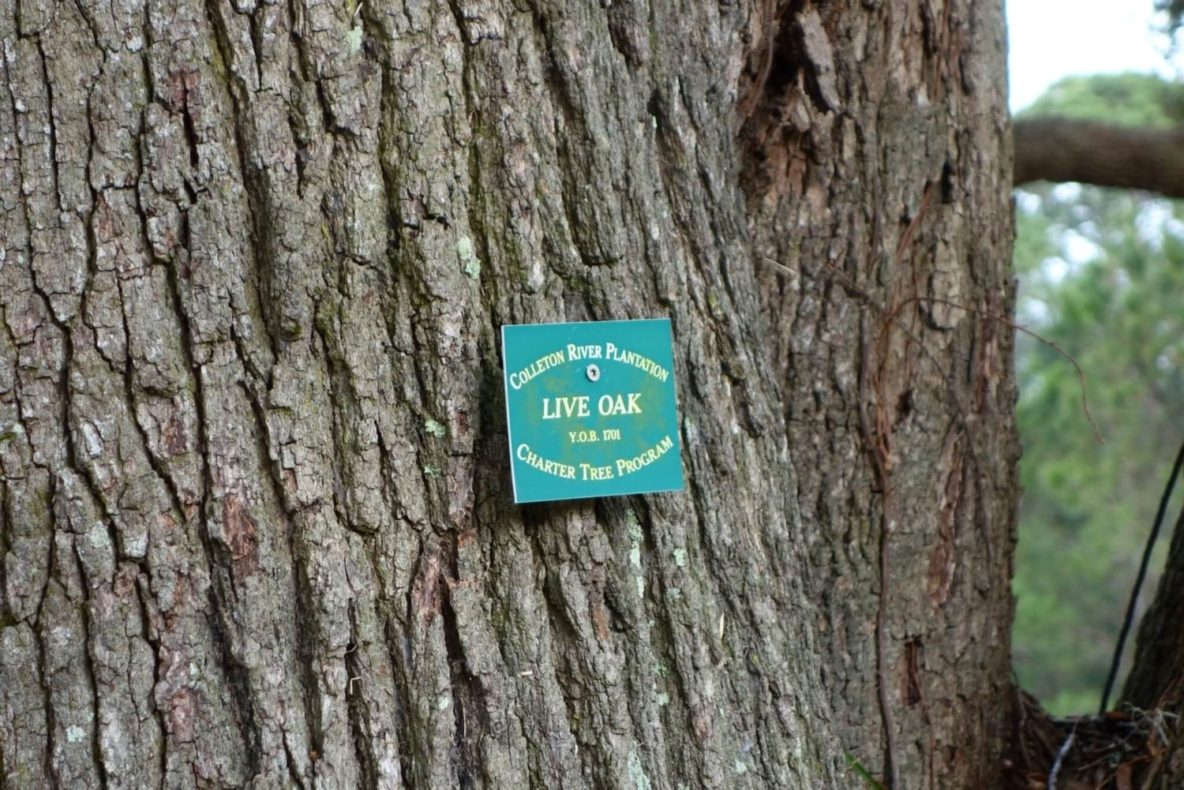 COLLETON RIVER PLANTATION
LIVE OAK
Y.O.B. 1701
CHARTER TREE PROGRAM